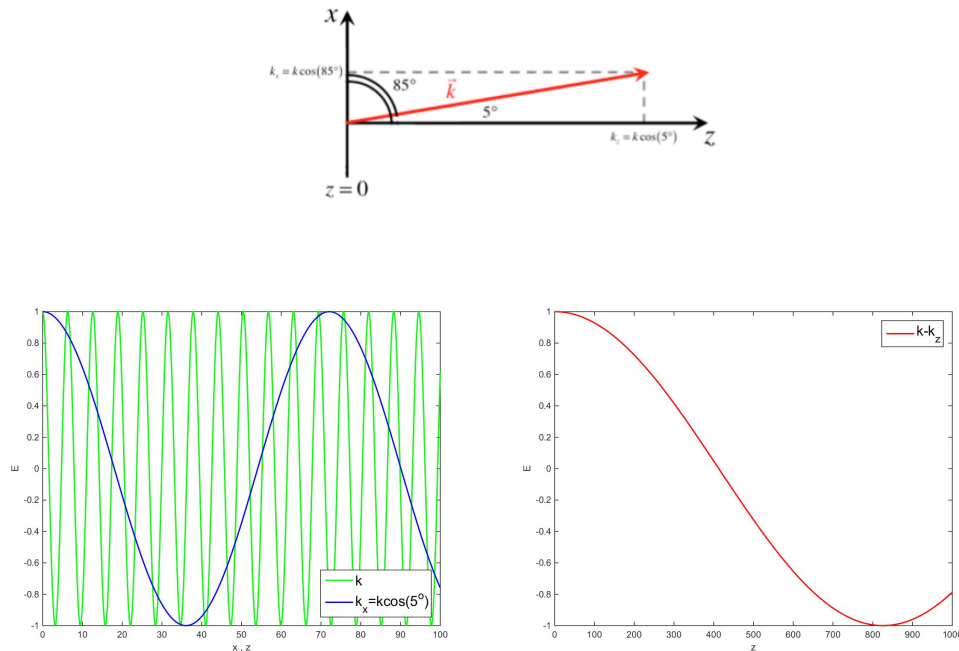 x
k_x = k cos(85°)
85°
k⃗
5°
k_z = k cos(5°)
z
z = 0
1
0.8
0.6
0.4
0.2
0
-0.2
-0.4
-0.6
-0.8
-1
E
k
k_x=kcos(5°)
0 10 20 30 40 50 60 70 80 90 100
x , z
1
0.8
0.6
0.4
0.2
0
-0.2
-0.4
-0.6
-0.8
-1
E
k-k_z
0 100 200 300 400 500 600 700 800 900 1000
z